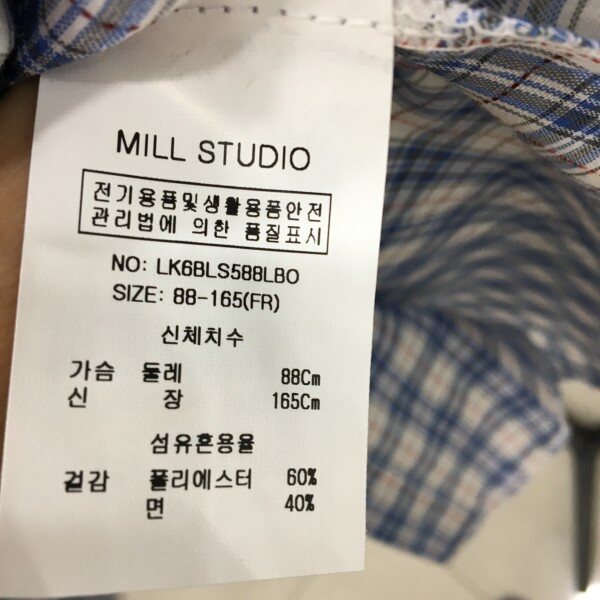 MILL STUDIO
전기용품및생활용품안전
관리법에 의한 품질표시
NO: LK6BLS588LBO
SIZE: 88-165(FR)
신체치수
가슴 둘레 88Cm
신 장 165Cm
섬유혼용율
겉감 폴리에스터 60%
면 40%